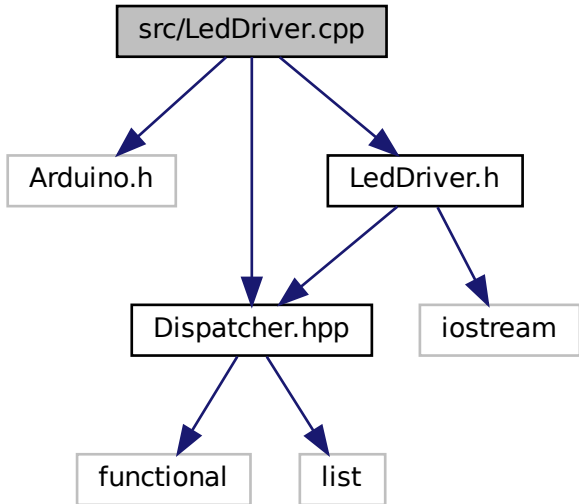 src/LedDriver.cpp
Arduino.h
LedDriver.h
Dispatcher.hpp
iostream
functional
list